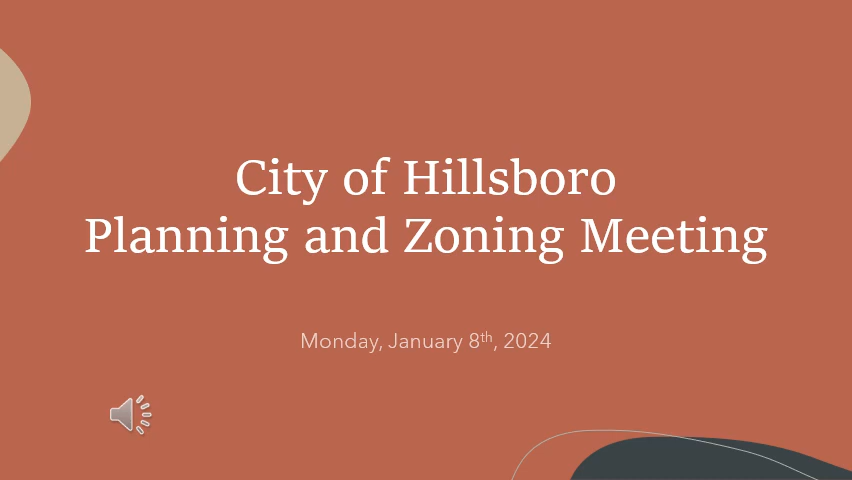 City of Hillsboro
Planning and Zoning Meeting
Monday, January 8th, 2024